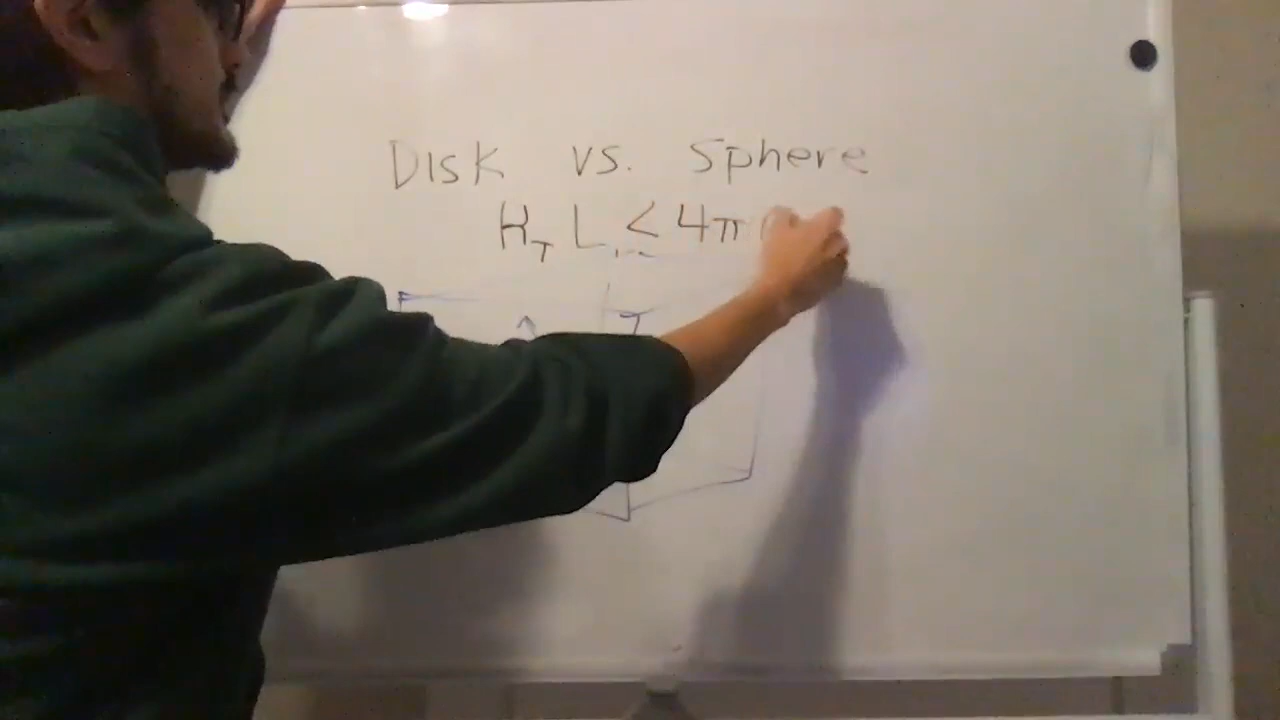 Disk vs. Sphere
H_T L < 4π
T